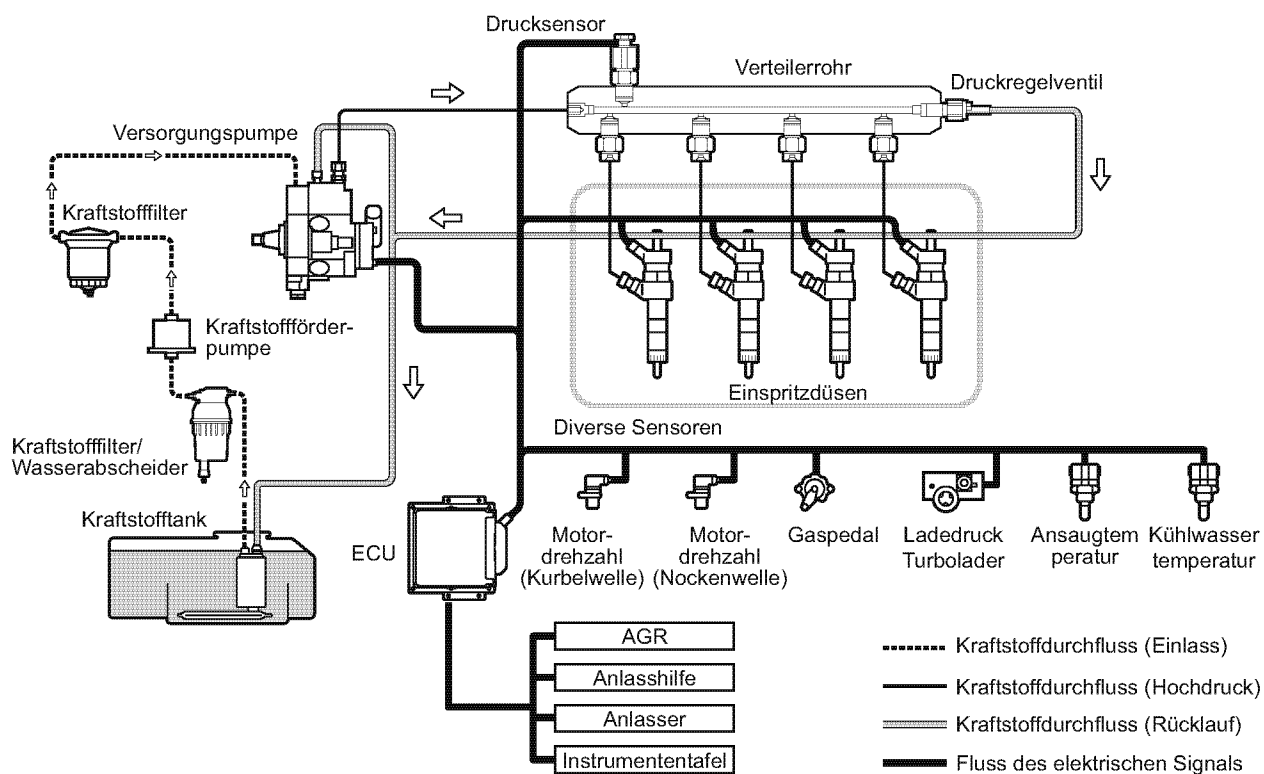 Drucksensor
Verteilerrohr
Druckregelventil
Versorgungspumpe
Kraftstofffilter
Kraftstoffförder-
pumpe
Einspritzdüsen
Kraftstofffilter/
Wasserabscheider
Diverse Sensoren
Kraftstofftank
ECU
Motor-
drehzahl
(Kurbelwelle)
Motor-
drehzahl
(Nockenwelle)
Gaspedal
Ladedruck
Turbolader
Ansaugtem
peratur
Kühlwasser
temperatur
AGR
Anlasshilfe
Anlasser
Instrumententafel
Kraftstoffdurchfluss (Einlass)
Kraftstoffdurchfluss (Hochdruck)
Kraftstoffdurchfluss (Rücklauf)
Fluss des elektrischen Signals